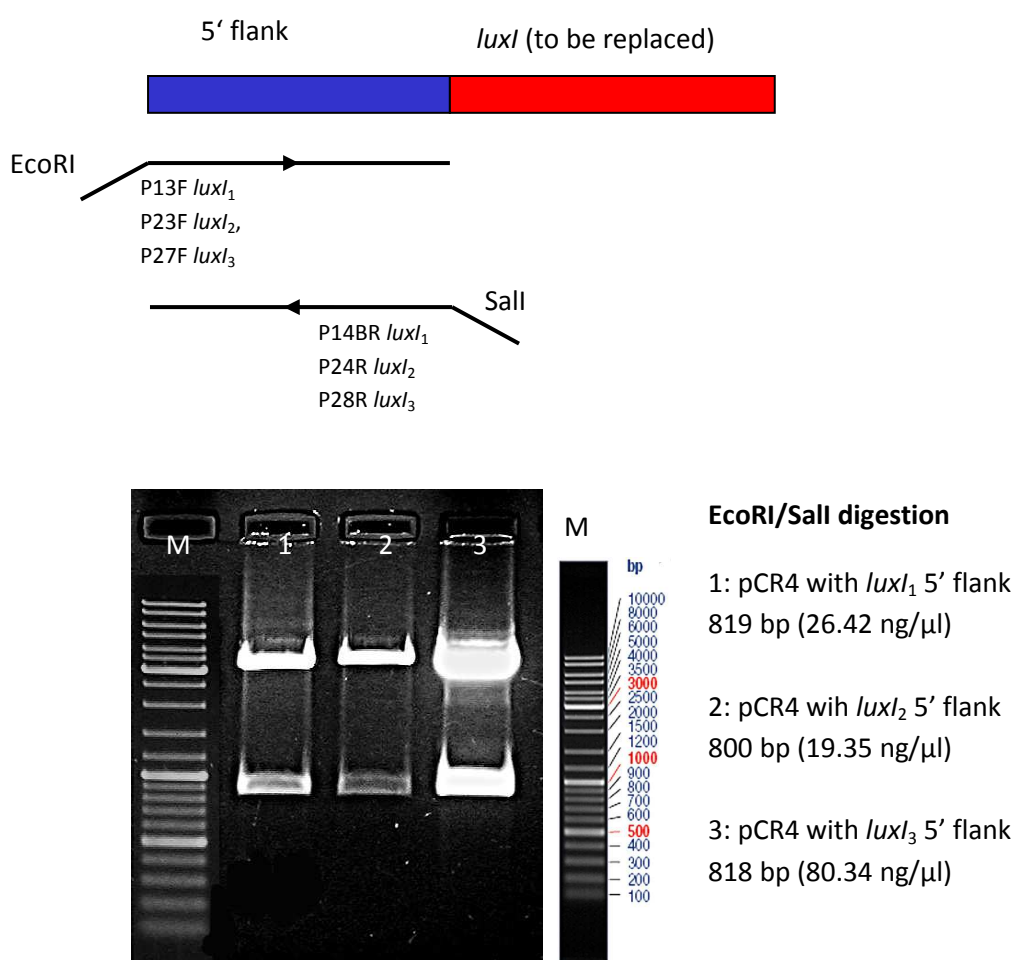 5‘ flank
luxI (to be replaced)
EcoRI
P13F luxI₁
P23F luxI₂,
P27F luxI₃
SalI
P14BR luxI₁
P24R luxI₂
P28R luxI₃
M 1 2 3
M
bp
10000
8000
6000
5000
4000
3500
3000
2500
2000
1500
1200
1000
900
800
700
600
500
400
300
200
100
EcoRI/SalI digestion
1: pCR4 with luxI₁ 5’ flank
819 bp (26.42 ng/µl)
2: pCR4 wih luxI₂ 5’ flank
800 bp (19.35 ng/µl)
3: pCR4 with luxI₃ 5’ flank
818 bp (80.34 ng/µl)